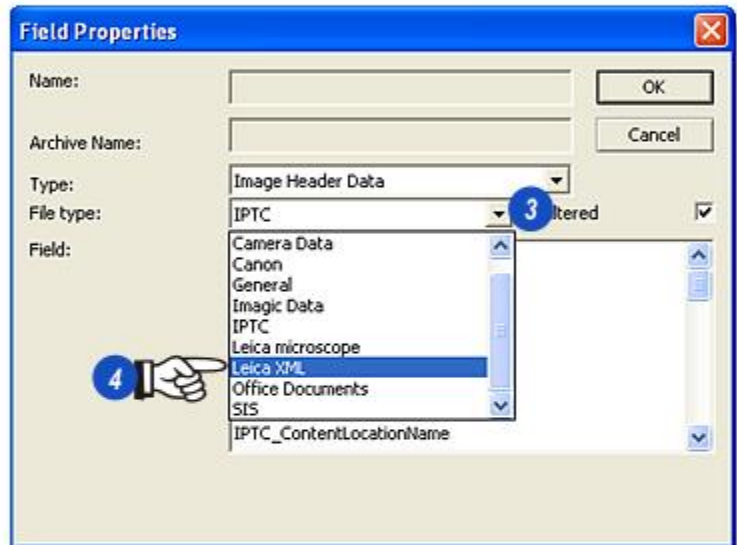 Field Properties
Name:
OK
Archive Name:
Cancel
Type:
Image Header Data
File type:
IPTC
3
ltered
Field:
Camera Data
Canon
General
Imagic Data
IPTC
Leica microscope
4
Leica XML
Office Documents
SIS
IPTC_ContentLocationName